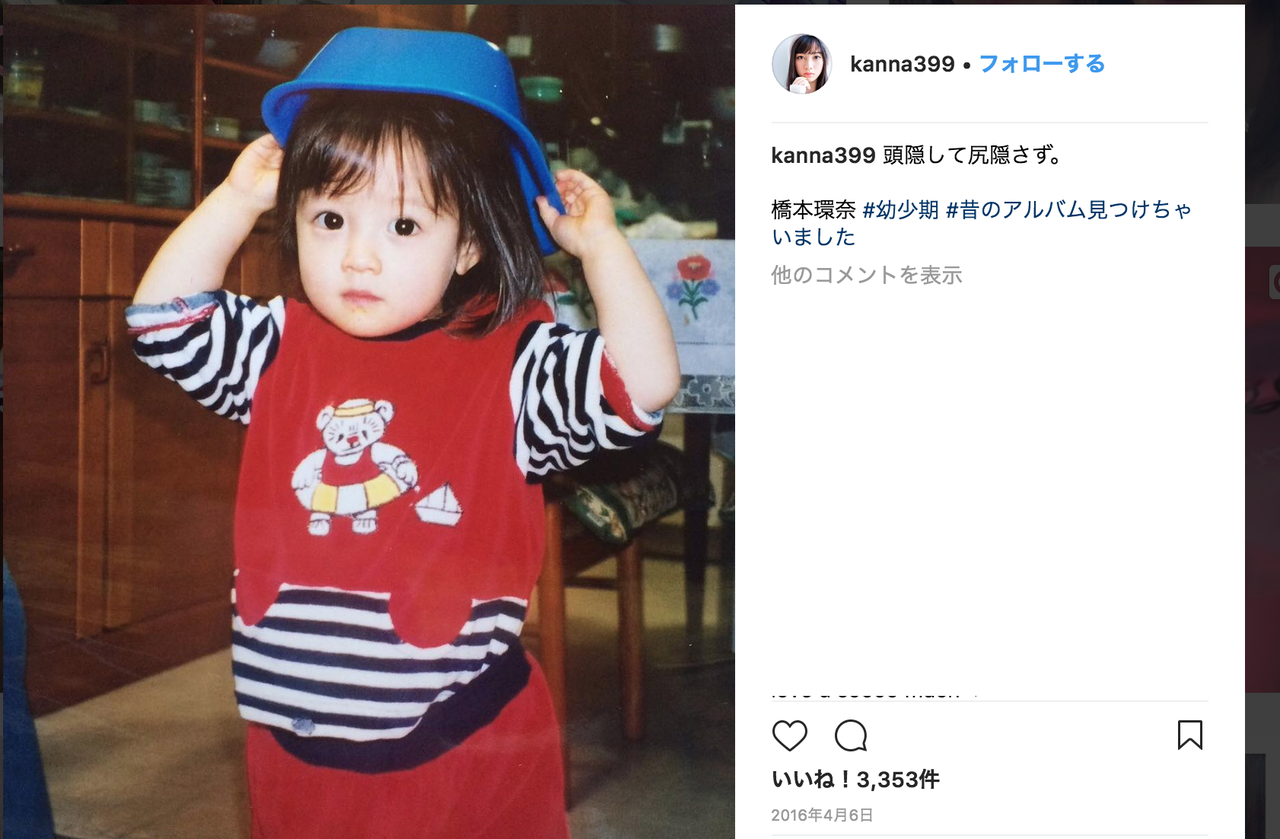 kanna399 • フォローする
kanna399 頭隠して尻隠さず。
橋本環奈 #幼少期 #昔のアルバム見つけちゃ
いました
他のコメントを表示
いいね！3,353件
2016年4月6日